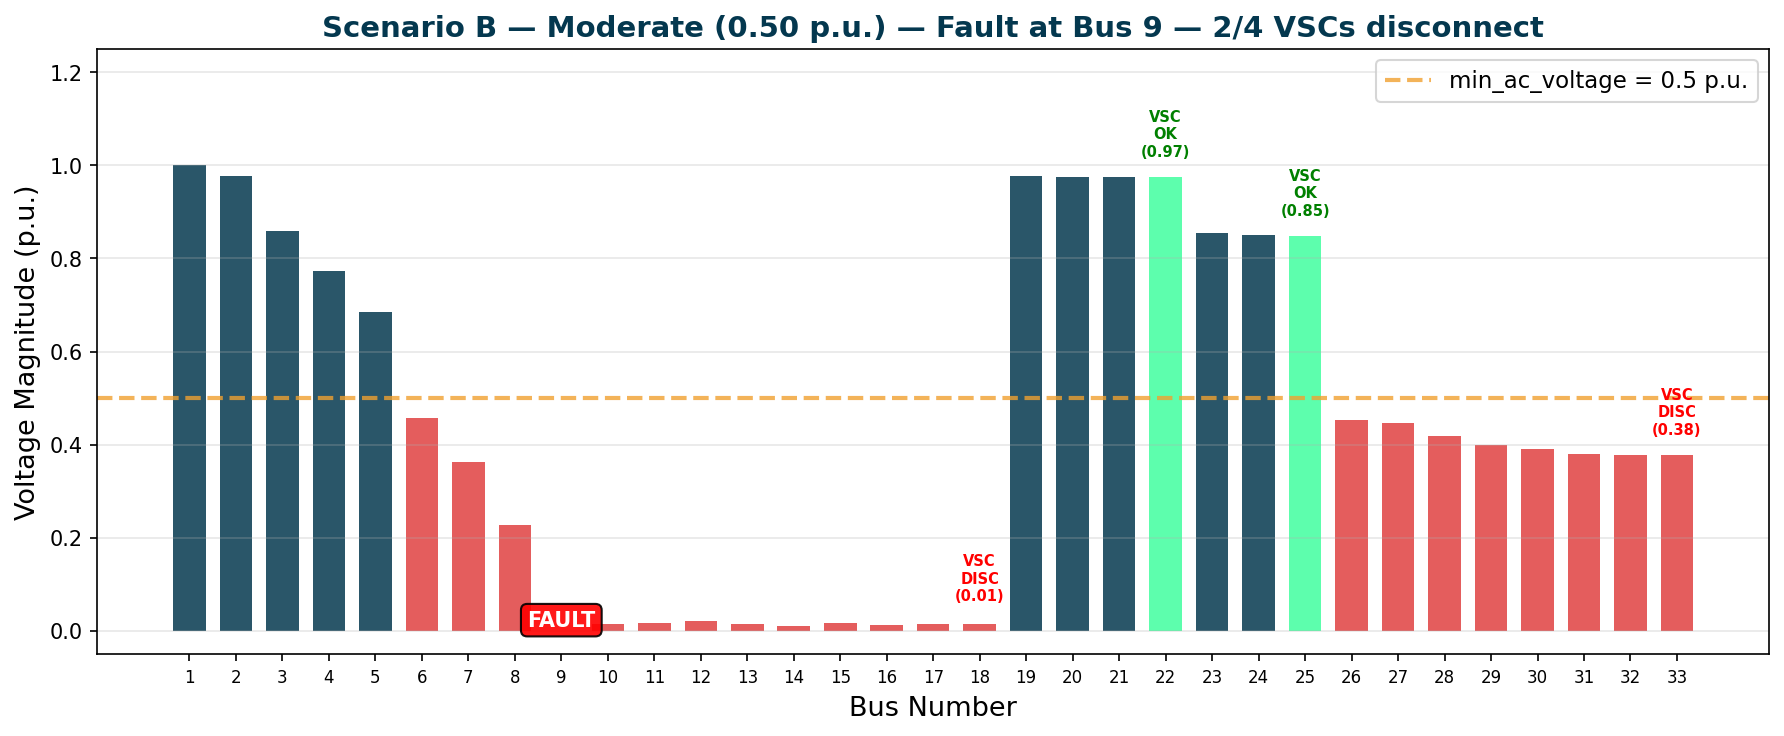 Scenario B — Moderate (0.50 p.u.) — Fault at Bus 9 — 2/4 VSCs disconnect
min_ac_voltage = 0.5 p.u.
Voltage Magnitude (p.u.)
1.2
1.0
0.8
0.6
0.4
0.2
0.0
VSC
OK
(0.97)
VSC
OK
(0.85)
VSC
DISC
(0.38)
VSC
DISC
(0.01)
FAULT
1 2 3 4 5 6 7 8 9 10 11 12 13 14 15 16 17 18 19 20 21 22 23 24 25 26 27 28 29 30 31 32 33
Bus Number